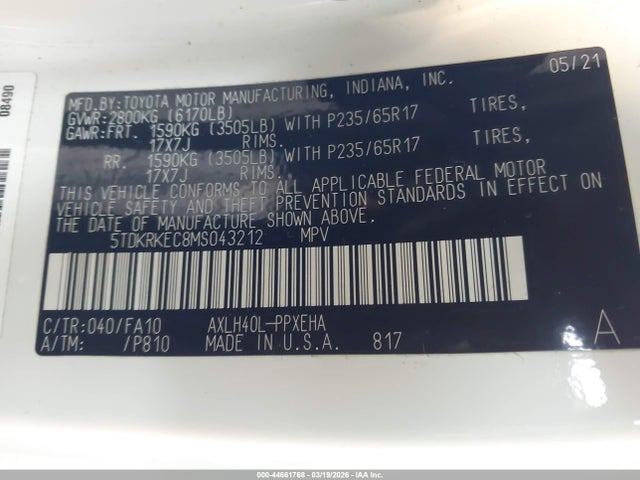 08490
MFD.BY:TOYOTA MOTOR MANUFACTURING, INDIANA, INC. 05/21
GVWR:2800KG (6170LB)
GAWR:FRT. 1590KG (3505LB) WITH P235/65R17 TIRES,
17X7J RIMS.
RR. 1590KG (3505LB) WITH P235/65R17 TIRES,
17X7J RIMS.
THIS VEHICLE CONFORMS TO ALL APPLICABLE FEDERAL MOTOR
VEHICLE SAFETY AND THEFT PREVENTION STANDARDS IN EFFECT ON
THE DATE OF MANUFACTURE SHOWN ABOVE.
5TDKRKEC8MS043212 MPV
C/TR:040/FA10 AXLH40L-PPXEHA
A/TM: /P810 MADE IN U.S.A. 817 A
000-44661768 - 03/19/2026 - IAAI.CA